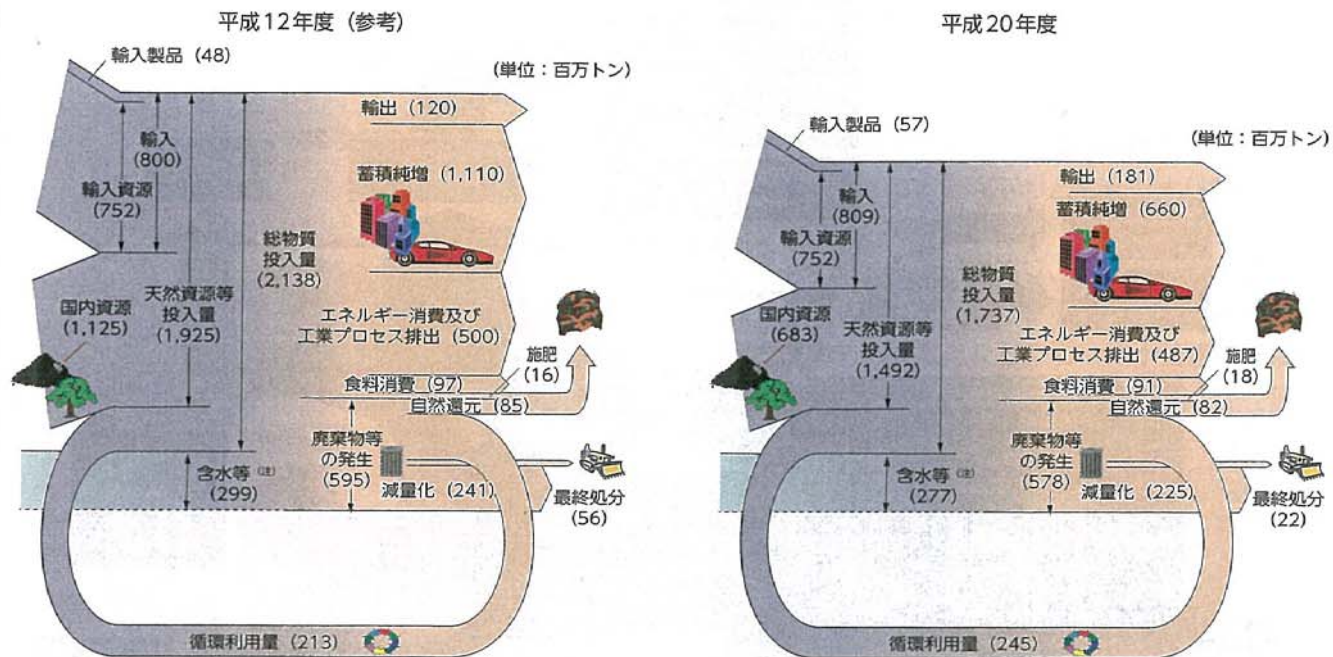 平成12年度（参考）
輸入製品（48）
（単位：百万トン）
輸出（120）
輸入
（800）
蓄積純増（1,110）
輸入資源
（752）
総物質
投入量
（2,138）
国内資源
（1,125）
天然資源等
投入量
（1,925）
エネルギー消費及び
工業プロセス排出（500）
施肥
（16）
食料消費（97）
自然還元（85）
廃棄物等
の発生
（595）
含水等（注）
（299）
減量化（241）
最終処分
（56）
循環利用量（213）
平成20年度
輸入製品（57）
（単位：百万トン）
輸出（181）
輸入
（809）
蓄積純増（660）
輸入資源
（752）
総物質
投入量
（1,737）
国内資源
（683）
天然資源等
投入量
（1,492）
エネルギー消費及び
工業プロセス排出（487）
施肥
（18）
食料消費（91）
自然還元（82）
廃棄物等
の発生
（578）
含水等（注）
（277）
減量化（225）
最終処分
（22）
循環利用量（245）